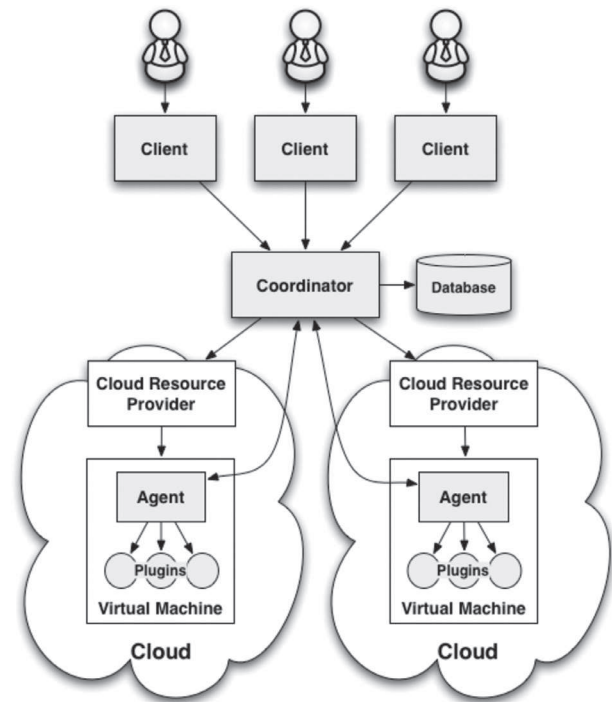 Client
Client
Client
Coordinator
Database
Cloud Resource
Provider
Agent
Plugins
Virtual Machine
Cloud
Cloud Resource
Provider
Agent
Plugins
Virtual Machine
Cloud